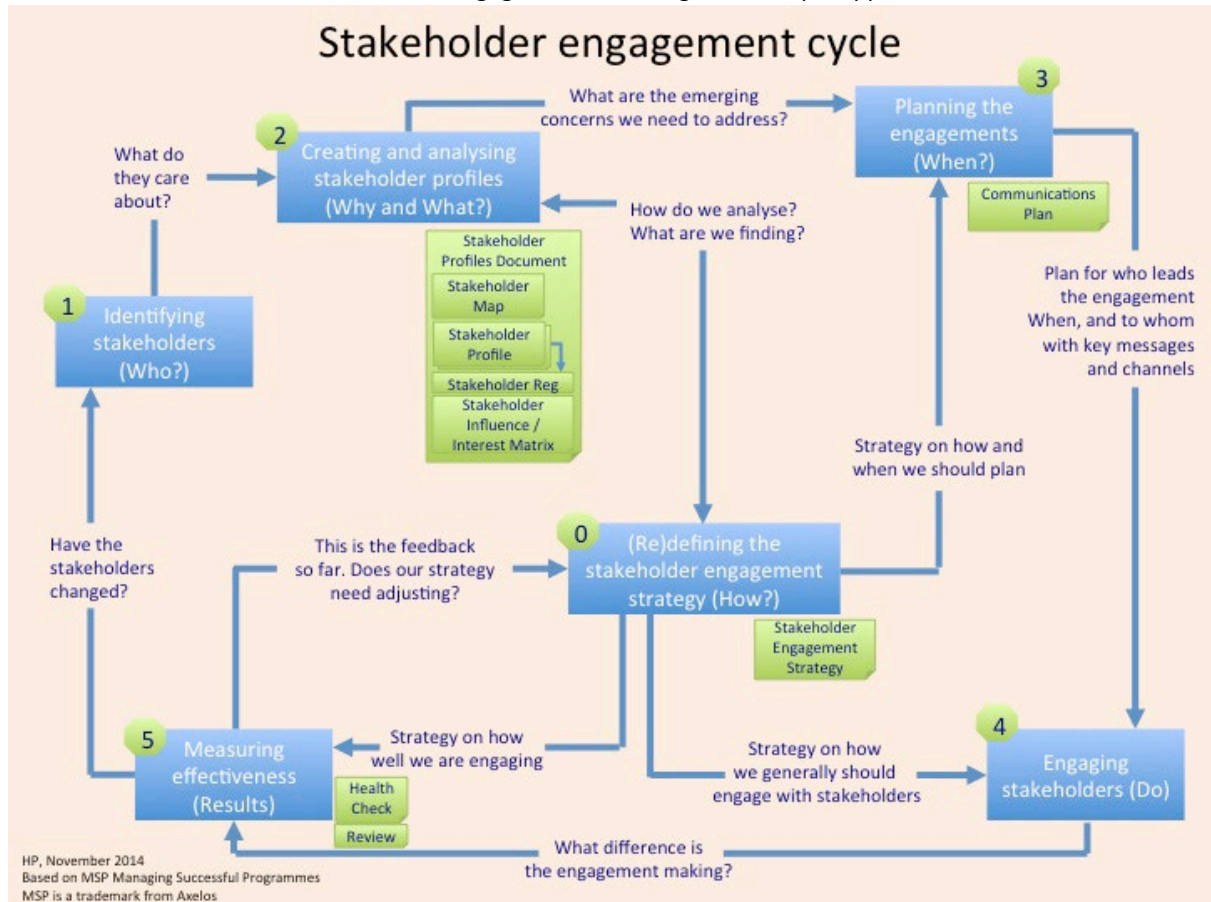 Stakeholder engagement cycle
3
What are the emerging
concerns we need to address?
Planning the
engagements
(When?)
2
Creating and analysing
stakeholder profiles
(Why and What?)
What do
they care
about?
Communications
Plan
How do we analyse?
What are we finding?
Stakeholder
Profiles Document
Stakeholder
Map
Stakeholder
Profile
Stakeholder Reg
Stakeholder
Influence /
Interest Matrix
Plan for who leads
the engagement
When, and to whom
with key messages
and channels
1
Identifying
stakeholders
(Who?)
Strategy on how and
when we should plan
0
(Re)defining the
stakeholder engagement
strategy (How?)
Have the
stakeholders
changed?
This is the feedback
so far. Does our strategy
need adjusting?
Stakeholder
Engagement
Strategy
5
Measuring
effectiveness
(Results)
Strategy on how
well we are engaging
Strategy on how
we generally should
engage with stakeholders
4
Engaging
stakeholders (Do)
Health
Check
Review
What difference is
the engagement making?
HP, November 2014
Based on MSP Managing Successful Programmes
MSP is a trademark from Axelos